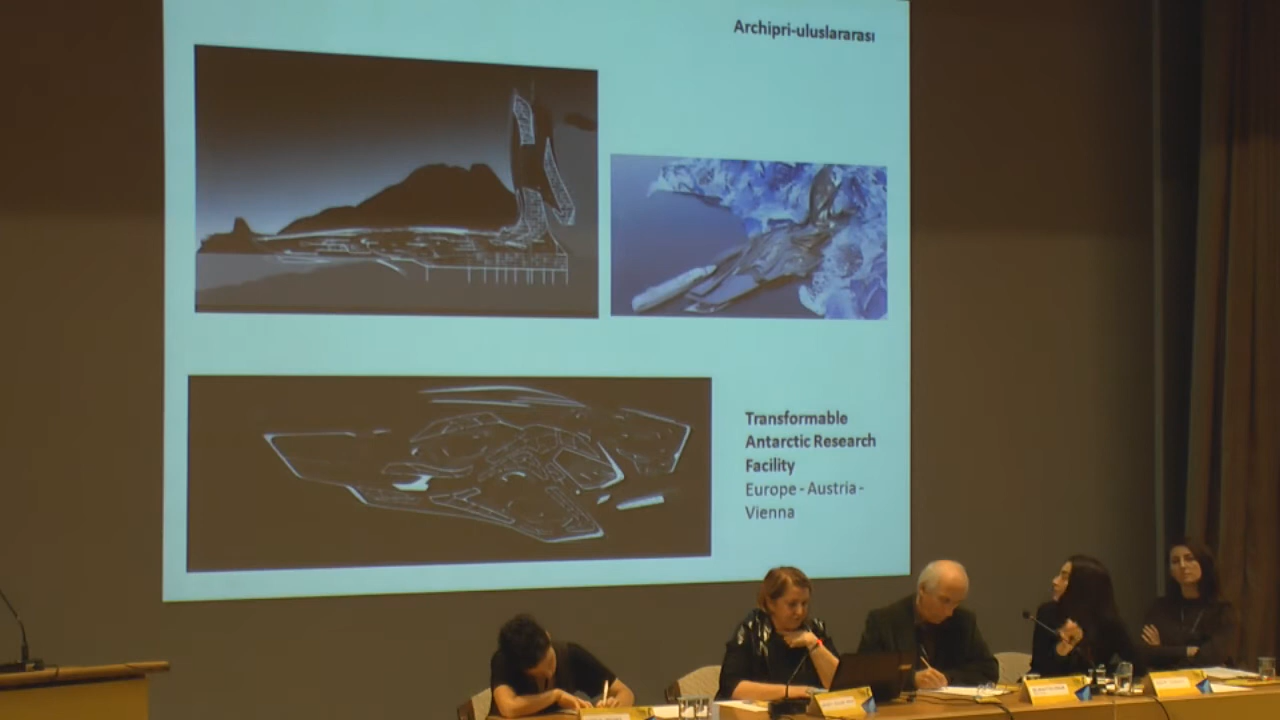 Archipri-uluslararası
Transformable
Antarctic Research
Facility
Europe - Austria -
Vienna